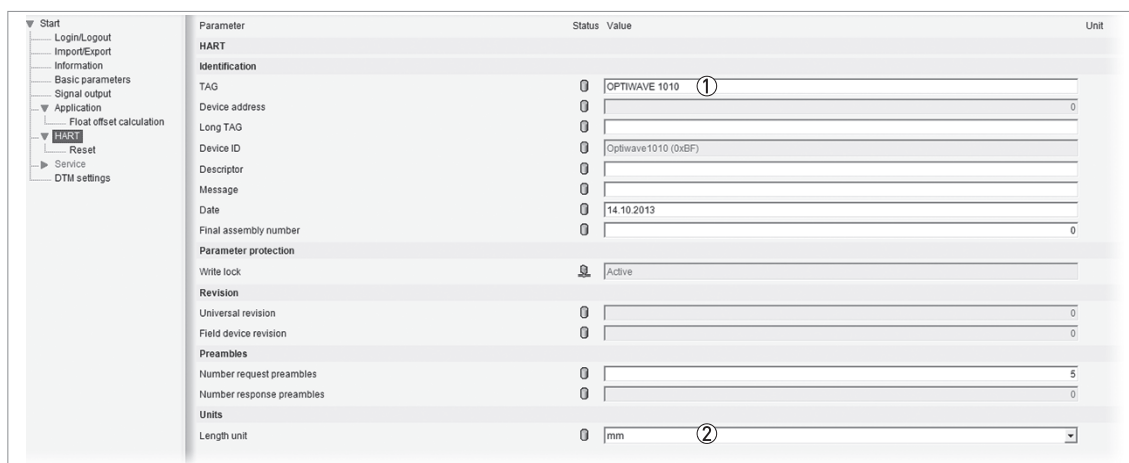 Start
Login/Logout
Import/Export
Information
Basic parameters
Signal output
Application
Float offset calculation
HART
Reset
Service
DTM settings
Parameter Status Value Unit
HART
Identification
TAG OPTIWAVE 1010 ①
Device address 0
Long TAG
Device ID Optiwave1010 (0xBF)
Descriptor
Message
Date 14.10.2013
Final assembly number 0
Parameter protection
Write lock Active
Revision
Universal revision 0
Field device revision 0
Preambles
Number request preambles 5
Number response preambles 0
Units
Length unit mm ②